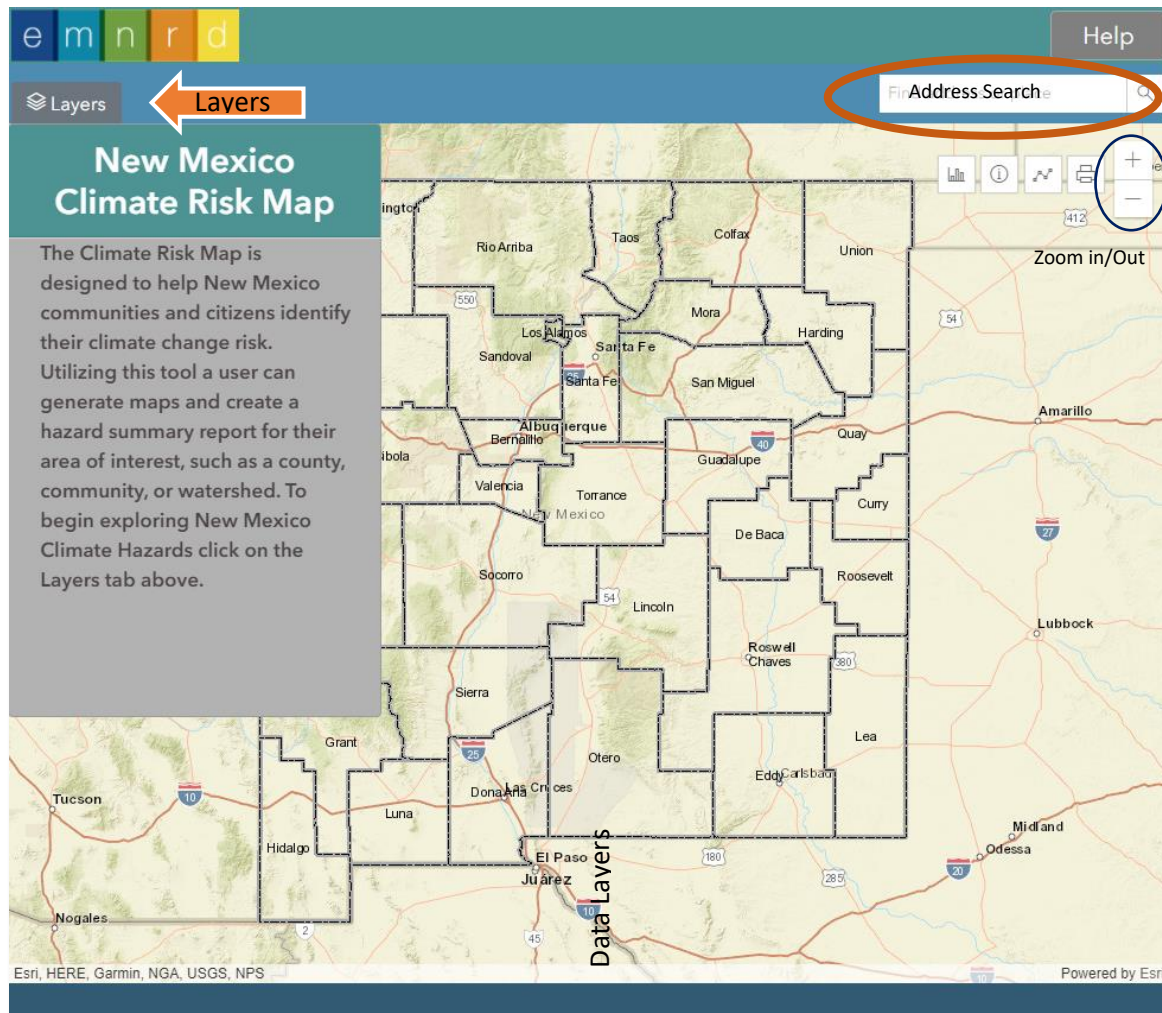 e m n r d
Help
Layers
Layers
Address Search
New Mexico
Climate Risk Map
The Climate Risk Map is
designed to help New Mexico
communities and citizens identify
their climate change risk.
Utilizing this tool a user can
generate maps and create a
hazard summary report for their
area of interest, such as a county,
community, or watershed. To
begin exploring New Mexico
Climate Hazards click on the
Layers tab above.
Zoom in/Out
412
Rio Arriba
Taos
Colfax
Union
550
54
Mora
Harding
Los Alamos
Santa Fe
Sandoval
25
Santa Fe
San Miguel
Amarillo
Albuquerque
Bernalillo
40
Quay
ibola
Guadalupe
Valencia
Torrance
Curry
New Mexico
De Baca
27
Socorro
Roosevelt
54
Lincoln
Lubbock
Roswell
Chaves
380
Sierra
Grant
Lea
25
Otero
Eddy
Carlsbad
Tucson
10
Dona Ana
Las Cruces
Luna
Midland
Hidalgo
Odessa
El Paso
180
Juárez
20
285
Data Layers
10
Nogales
2
45
10
Esri, HERE, Garmin, NGA, USGS, NPS
Powered by Esri